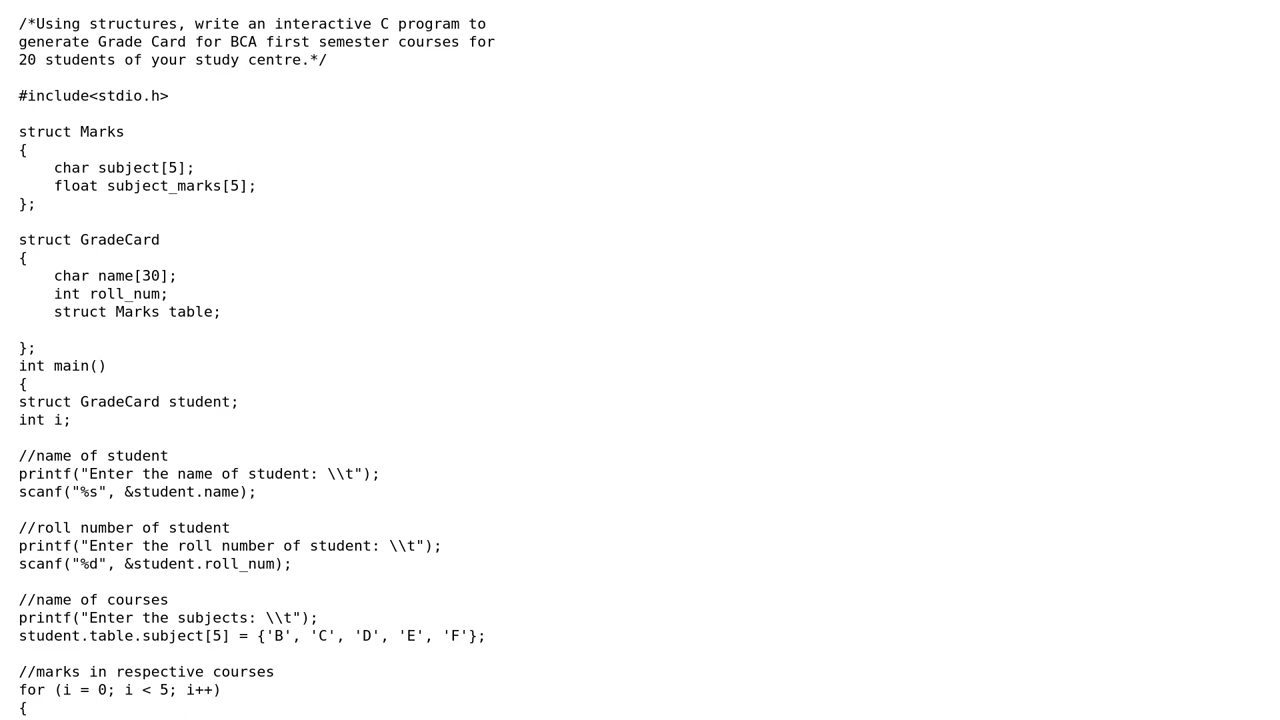 /*Using structures, write an interactive C program to
generate Grade Card for BCA first semester courses for
20 students of your study centre.*/

#include<stdio.h>

struct Marks
{
    char subject[5];
    float subject_marks[5];
};

struct GradeCard
{
    char name[30];
    int roll_num;
    struct Marks table;

};
int main()
{
struct GradeCard student;
int i;

//name of student
printf("Enter the name of student: \\t");
scanf("%s", &student.name);

//roll number of student
printf("Enter the roll number of student: \\t");
scanf("%d", &student.roll_num);

//name of courses
printf("Enter the subjects: \\t");
student.table.subject[5] = {'B', 'C', 'D', 'E', 'F'};

//marks in respective courses
for (i = 0; i < 5; i++)
{